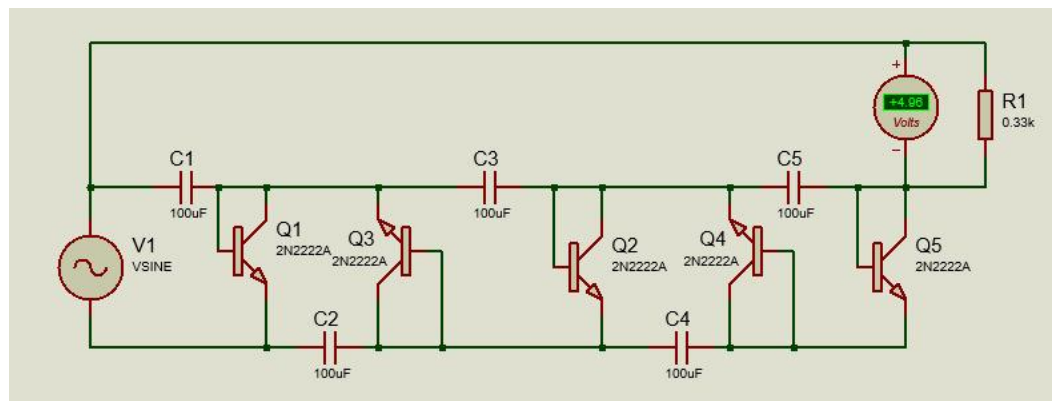 +
+4.96
Volts
−
R1
0.33k
C1
100uF
C3
100uF
C5
100uF
V1
VSINE
Q1
2N2222A
Q3
2N2222A
Q2
2N2222A
Q4
2N2222A
Q5
2N2222A
C2
100uF
C4
100uF